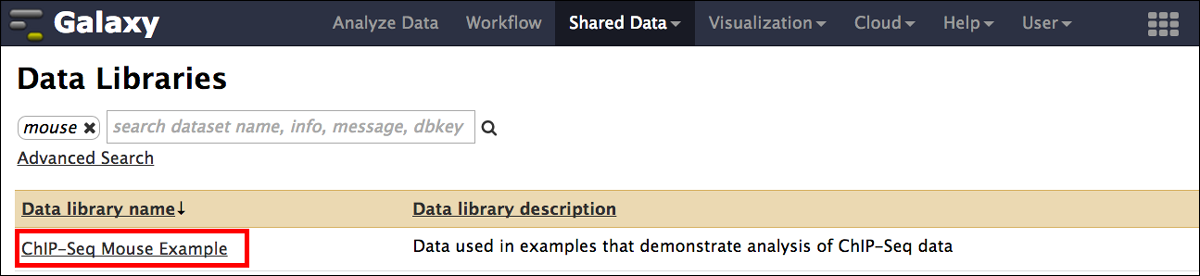 Galaxy Analyze Data Workflow Shared Data Visualization Cloud Help User
Data Libraries
mouse ✖ search dataset name, info, message, dbkey
Advanced Search
Data library name↓ Data library description
ChIP-Seq Mouse Example Data used in examples that demonstrate analysis of ChIP-Seq data